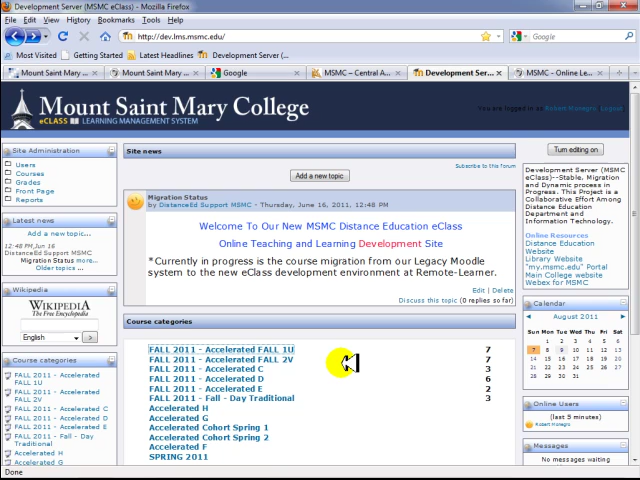 Development Server (MSMC eClass) - Mozilla Firefox
File Edit View History Bookmarks Tools Help
http://dev.lms.msmc.edu/
Google
Most Visited Getting Started Latest Headlines Development Server (...
Mount Saint Mary ...
Mount Saint Mary ...
Google
MSMC – Central A...
Development Ser...
MSMC - Online Le...
Mount Saint Mary College
eCLASS LEARNING MANAGEMENT SYSTEM
You are logged in as Robert Monegro (Logout)
Site Administration
Users
Courses
Grades
Front Page
Reports
Latest news
Add a new topic...
12:48 PM, Jun 16
DistanceEd Support MSMC
Migration Status more...
Older topics ...
Wikipedia
WIKIPEDIA
The Free Encyclopedia
English
>
Course categories
FALL 2011 - Accelerated FALL 1U
FALL 2011 - Accelerated FALL 2V
FALL 2011 - Accelerated C
FALL 2011 - Accelerated D
FALL 2011 - Accelerated E
FALL 2011 - Fall - Day Traditional
Accelerated H
Accelerated G
Site news
Subscribe to this forum
Add a new topic
Migration Status
by DistanceEd Support MSMC - Thursday, June 16, 2011, 12:48 PM
Welcome To Our New MSMC Distance Education eClass
Online Teaching and Learning Development Site
*Currently in progress is the course migration from our Legacy Moodle
system to the new eClass development environment at Remote-Learner.
Edit | Delete
Discuss this topic (0 replies so far)
Course categories
FALL 2011 - Accelerated FALL 1U 7
FALL 2011 - Accelerated FALL 2V 7
FALL 2011 - Accelerated C 3
FALL 2011 - Accelerated D 6
FALL 2011 - Accelerated E 2
FALL 2011 - Fall - Day Traditional 3
Accelerated H
Accelerated G
Accelerated Cohort Spring 1
Accelerated Cohort Spring 2
Accelerated F
SPRING 2011
Turn editing on
Development Server (MSMC
eClass)--Stable, Migration
and Dynamic process in
Progress. This Project is a
Collaborative Effort Among
Distance Education
Department and
Information Technology.
Online Resources
Distance Education
Website
Library Website
"my.msmc.edu" Portal
Main College website
Webex for MSMC
Calendar
August 2011
Sun Mon Tue Wed Thu Fri Sat
1 2 3 4 5 6
7 8 9 10 11 12 13
14 15 16 17 18 19 20
21 22 23 24 25 26 27
28 29 30 31
Online Users
(last 5 minutes)
Robert Monegro
Messages
No messages waiting
Done